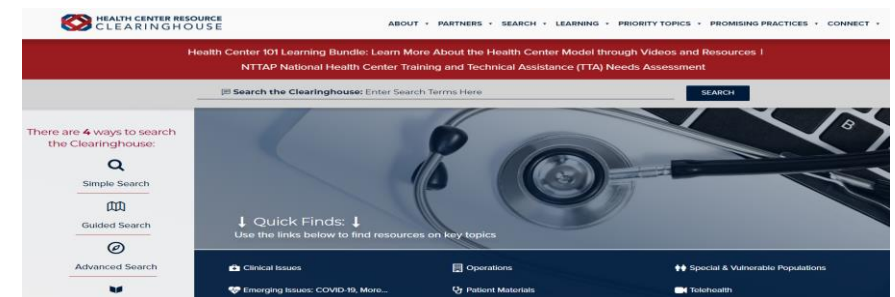 HEALTH CENTER RESOURCE
CLEARINGHOUSE
ABOUT
PARTNERS
SEARCH
LEARNING
PRIORITY TOPICS
PROMISING PRACTICES
CONNECT
Health Center 101 Learning Bundle: Learn More About the Health Center Model through Videos and Resources |
NTTAP National Health Center Training and Technical Assistance (TTA) Needs Assessment
Search the Clearinghouse: Enter Search Terms Here
SEARCH
There are 4 ways to search
the Clearinghouse:
Simple Search
Guided Search
Advanced Search
↓ Quick Finds: ↓
Use the links below to find resources on key topics
Clinical Issues
Operations
Special & Vulnerable Populations
Emerging Issues: COVID-19, More...
Patient Materials
Telehealth
B